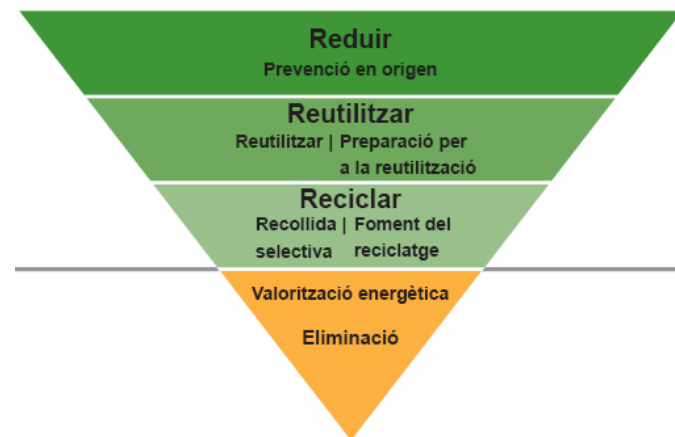 Reduir
Prevenció en origen
Reutilitzar
Reutilitzar | Preparació per
a la reutilització
Reciclar
Recollida | Foment del
selectiva reciclatge
Valorització energètica
Eliminació